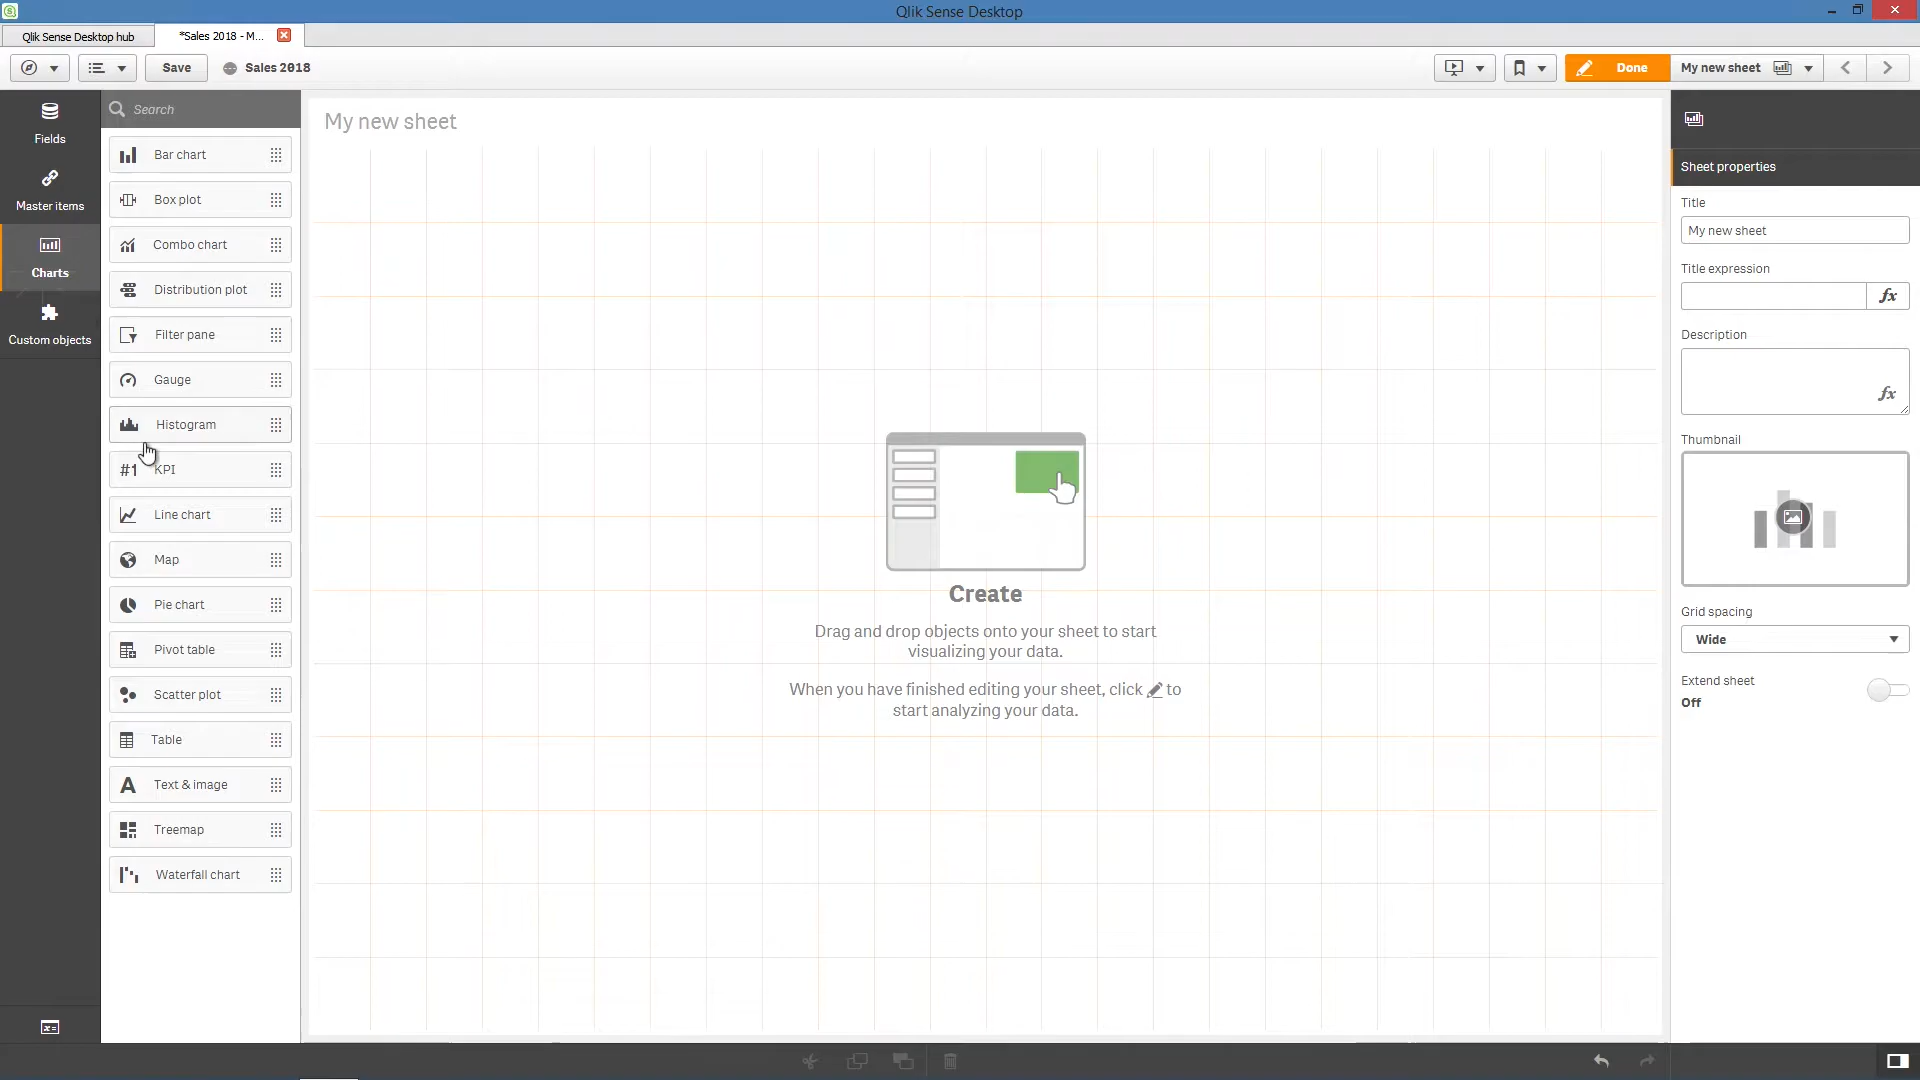 Qlik Sense Desktop
Qlik Sense Desktop hub
*Sales 2018 - M...
Save
Sales 2018
Done
My new sheet
Fields
Master items
Charts
Custom objects
Search
Bar chart
Box plot
Combo chart
Distribution plot
Filter pane
Gauge
Histogram
#1 KPI
Line chart
Map
Pie chart
Pivot table
Scatter plot
Table
A Text & image
Treemap
Waterfall chart
My new sheet
Create
Drag and drop objects onto your sheet to start
visualizing your data.
When you have finished editing your sheet, click to
start analyzing your data.
Sheet properties
Title
My new sheet
Title expression
fx
Description
fx
Thumbnail
Grid spacing
Wide
Extend sheet
Off